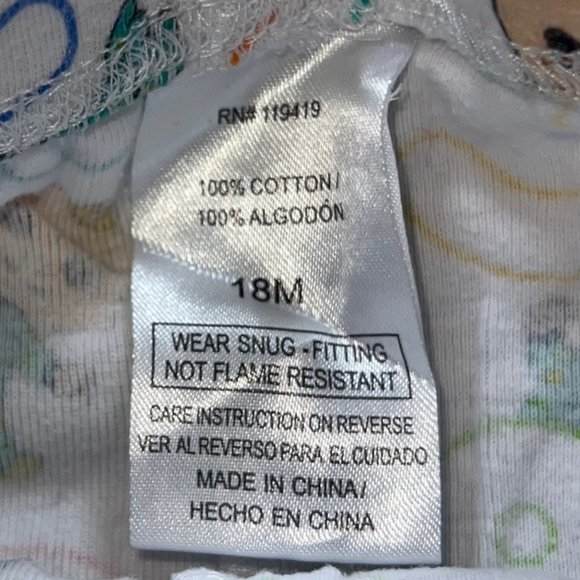 RN# 119419
100% COTTON/
100% ALGODÓN
18M
WEAR SNUG-FITTING
NOT FLAME RESISTANT
CARE INSTRUCTION ON REVERSE
VER AL REVERSO PARA EL CUIDADO
MADE IN CHINA/
HECHO EN CHINA